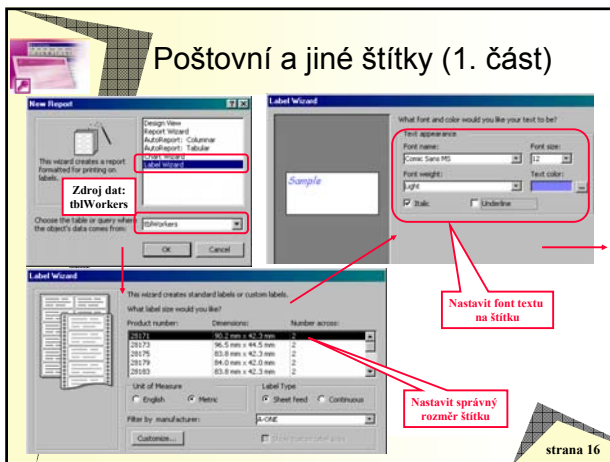 Poštovní a jiné štítky (1. část)
New Report
Design View
Report Wizard
AutoReport: Columnar
AutoReport: Tabular
Chart Wizard
Label Wizard
This wizard creates a report
formatted for printing on
labels.
Zdroj dat:
tblWorkers
Choose the table or query where
the object's data comes from:
tblWorkers
OK
Cancel
Label Wizard
What font and color would you like your text to be?
Text appearance
Font name:
Font size:
Comic Sans MS
12
Font weight:
Text color:
Light
Italic
Underline
Sample
Nastavit font textu
na štítku
Label Wizard
This wizard creates standard labels or custom labels.
What label size would you like?
Product number:
Dimensions:
Number across:
28171
90.2 mm x 42.3 mm
2
28173
96.5 mm x 44.5 mm
2
28175
83.8 mm x 42.3 mm
2
28179
84.0 mm x 42.0 mm
2
28183
83.8 mm x 42.3 mm
2
Unit of Measure
English
Metric
Label Type
Sheet feed
Continuous
Filter by manufacturer:
A-ONE
Customize...
Nastavit správný
rozměr štítku
strana 16